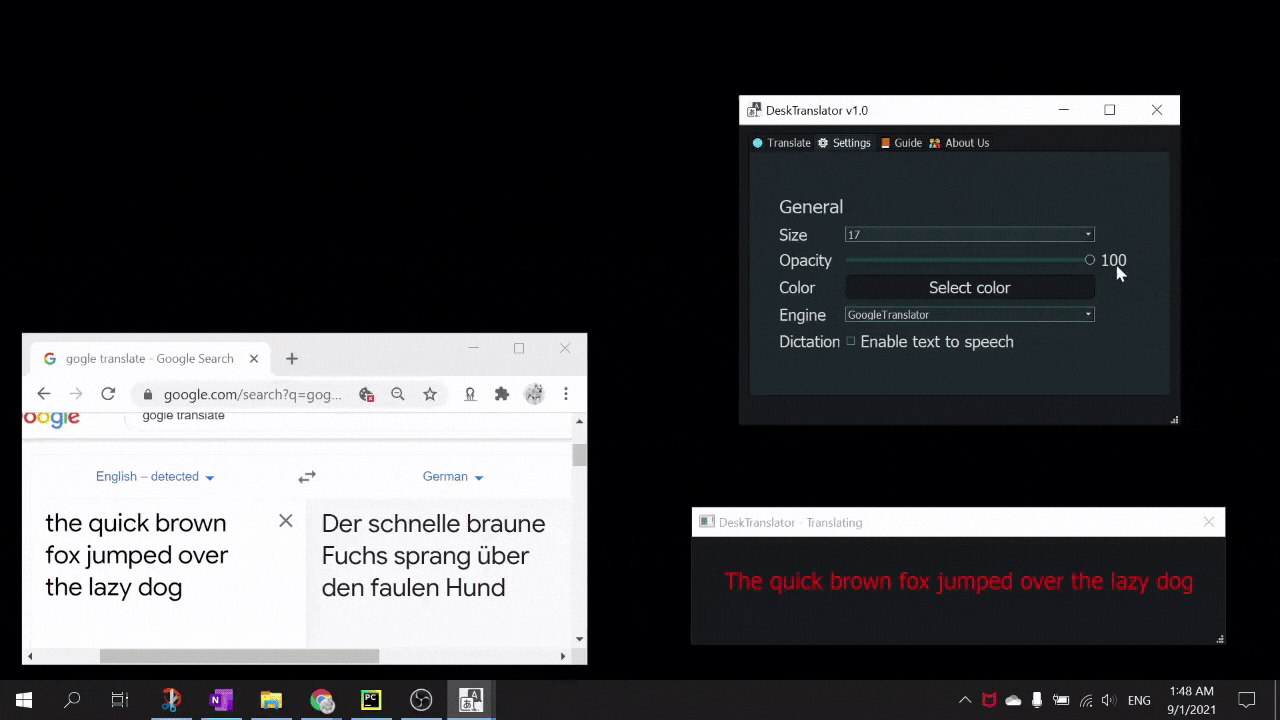 DeskTranslator v1.0
Translate Settings Guide About Us
General
Size 17
Opacity 100
Color Select color
Engine GoogleTranslator
Dictation Enable text to speech
gogle translate - Google Search
google.com/search?q=gog...
oogle gogle translate
English – detected German
the quick brown
fox jumped over
the lazy dog
Der schnelle braune
Fuchs sprang über
den faulen Hund
DeskTranslator - Translating
The quick brown fox jumped over the lazy dog
ENG
1:48 AM
9/1/2021